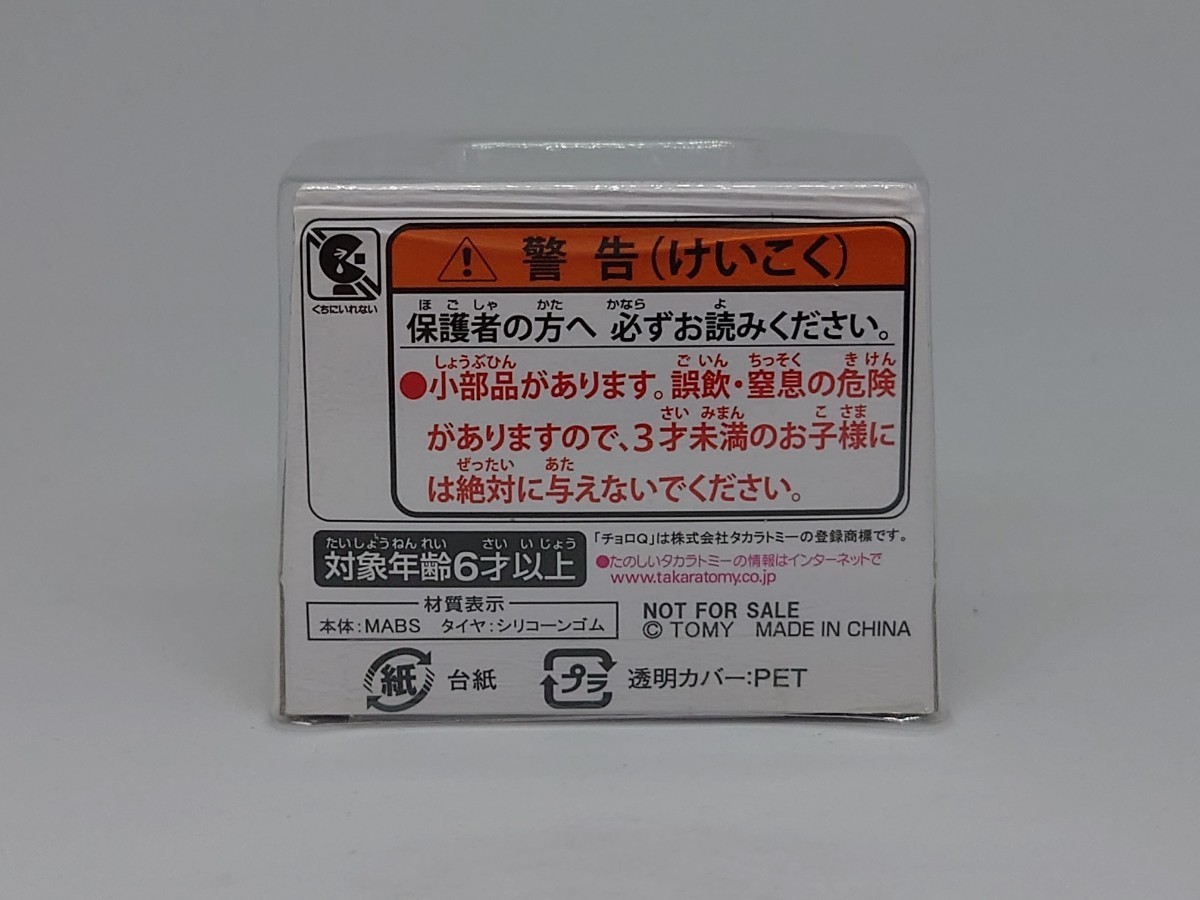 警告(けいこく)
くちにいれない
ほごしゃ かた かなら よ
保護者の方へ 必ずお読みください。
しょうぶひん ごいん ちっそく きけん
●小部品があります。誤飲・窒息の危険
さい みまん こ さま
がありますので、3才未満のお子様に
ぜったい あた
は絶対に与えないでください。
たいしょうねんれい さい いじょう
対象年齢6才以上
「チョロQ」は株式会社タカラトミーの登録商標です。
●たのしいタカラトミーの情報はインターネットで
www.takaratomy.co.jp
材質表示
本体:MABS タイヤ:シリコーンゴム
NOT FOR SALE
© TOMY MADE IN CHINA
紙 台紙
プラ 透明カバー:PET